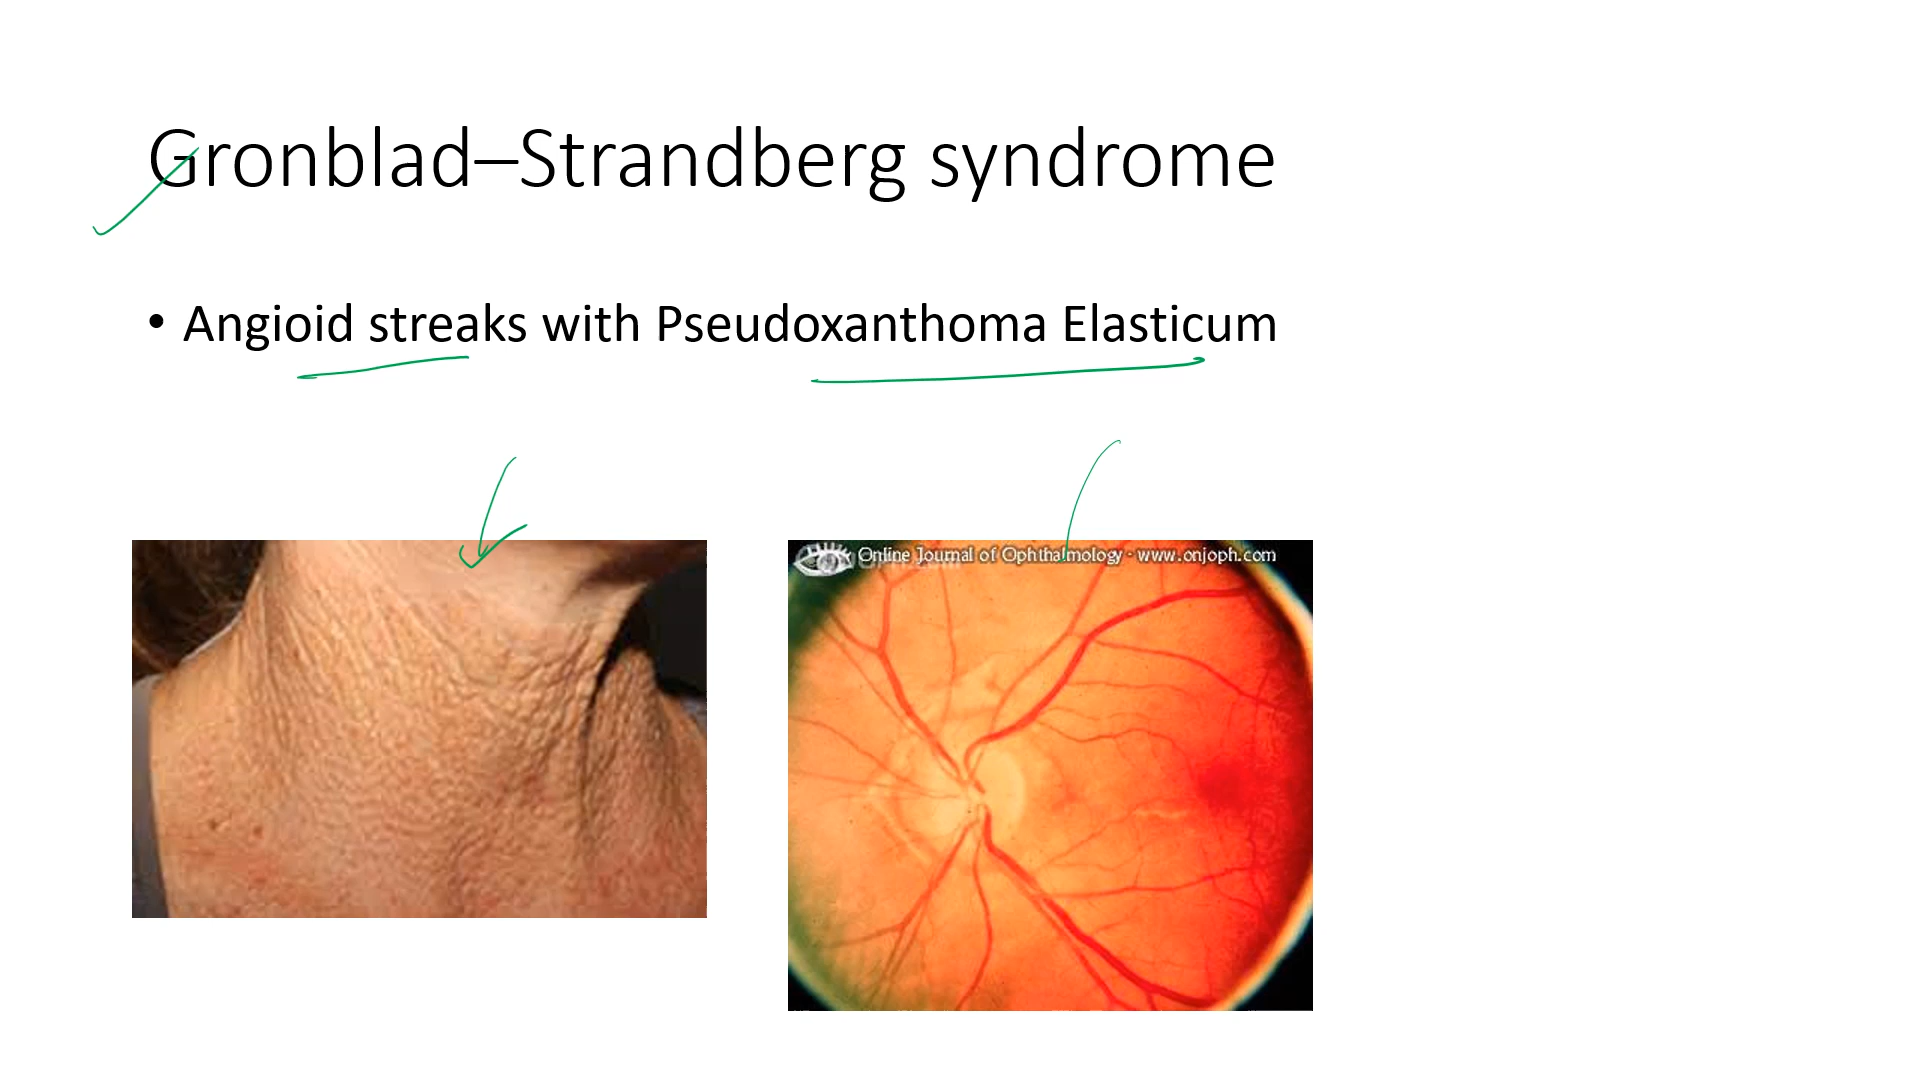 Gronblad–Strandberg syndrome
• Angioid streaks with Pseudoxanthoma Elasticum
Online Journal of Ophthalmology - www.onjoph.com